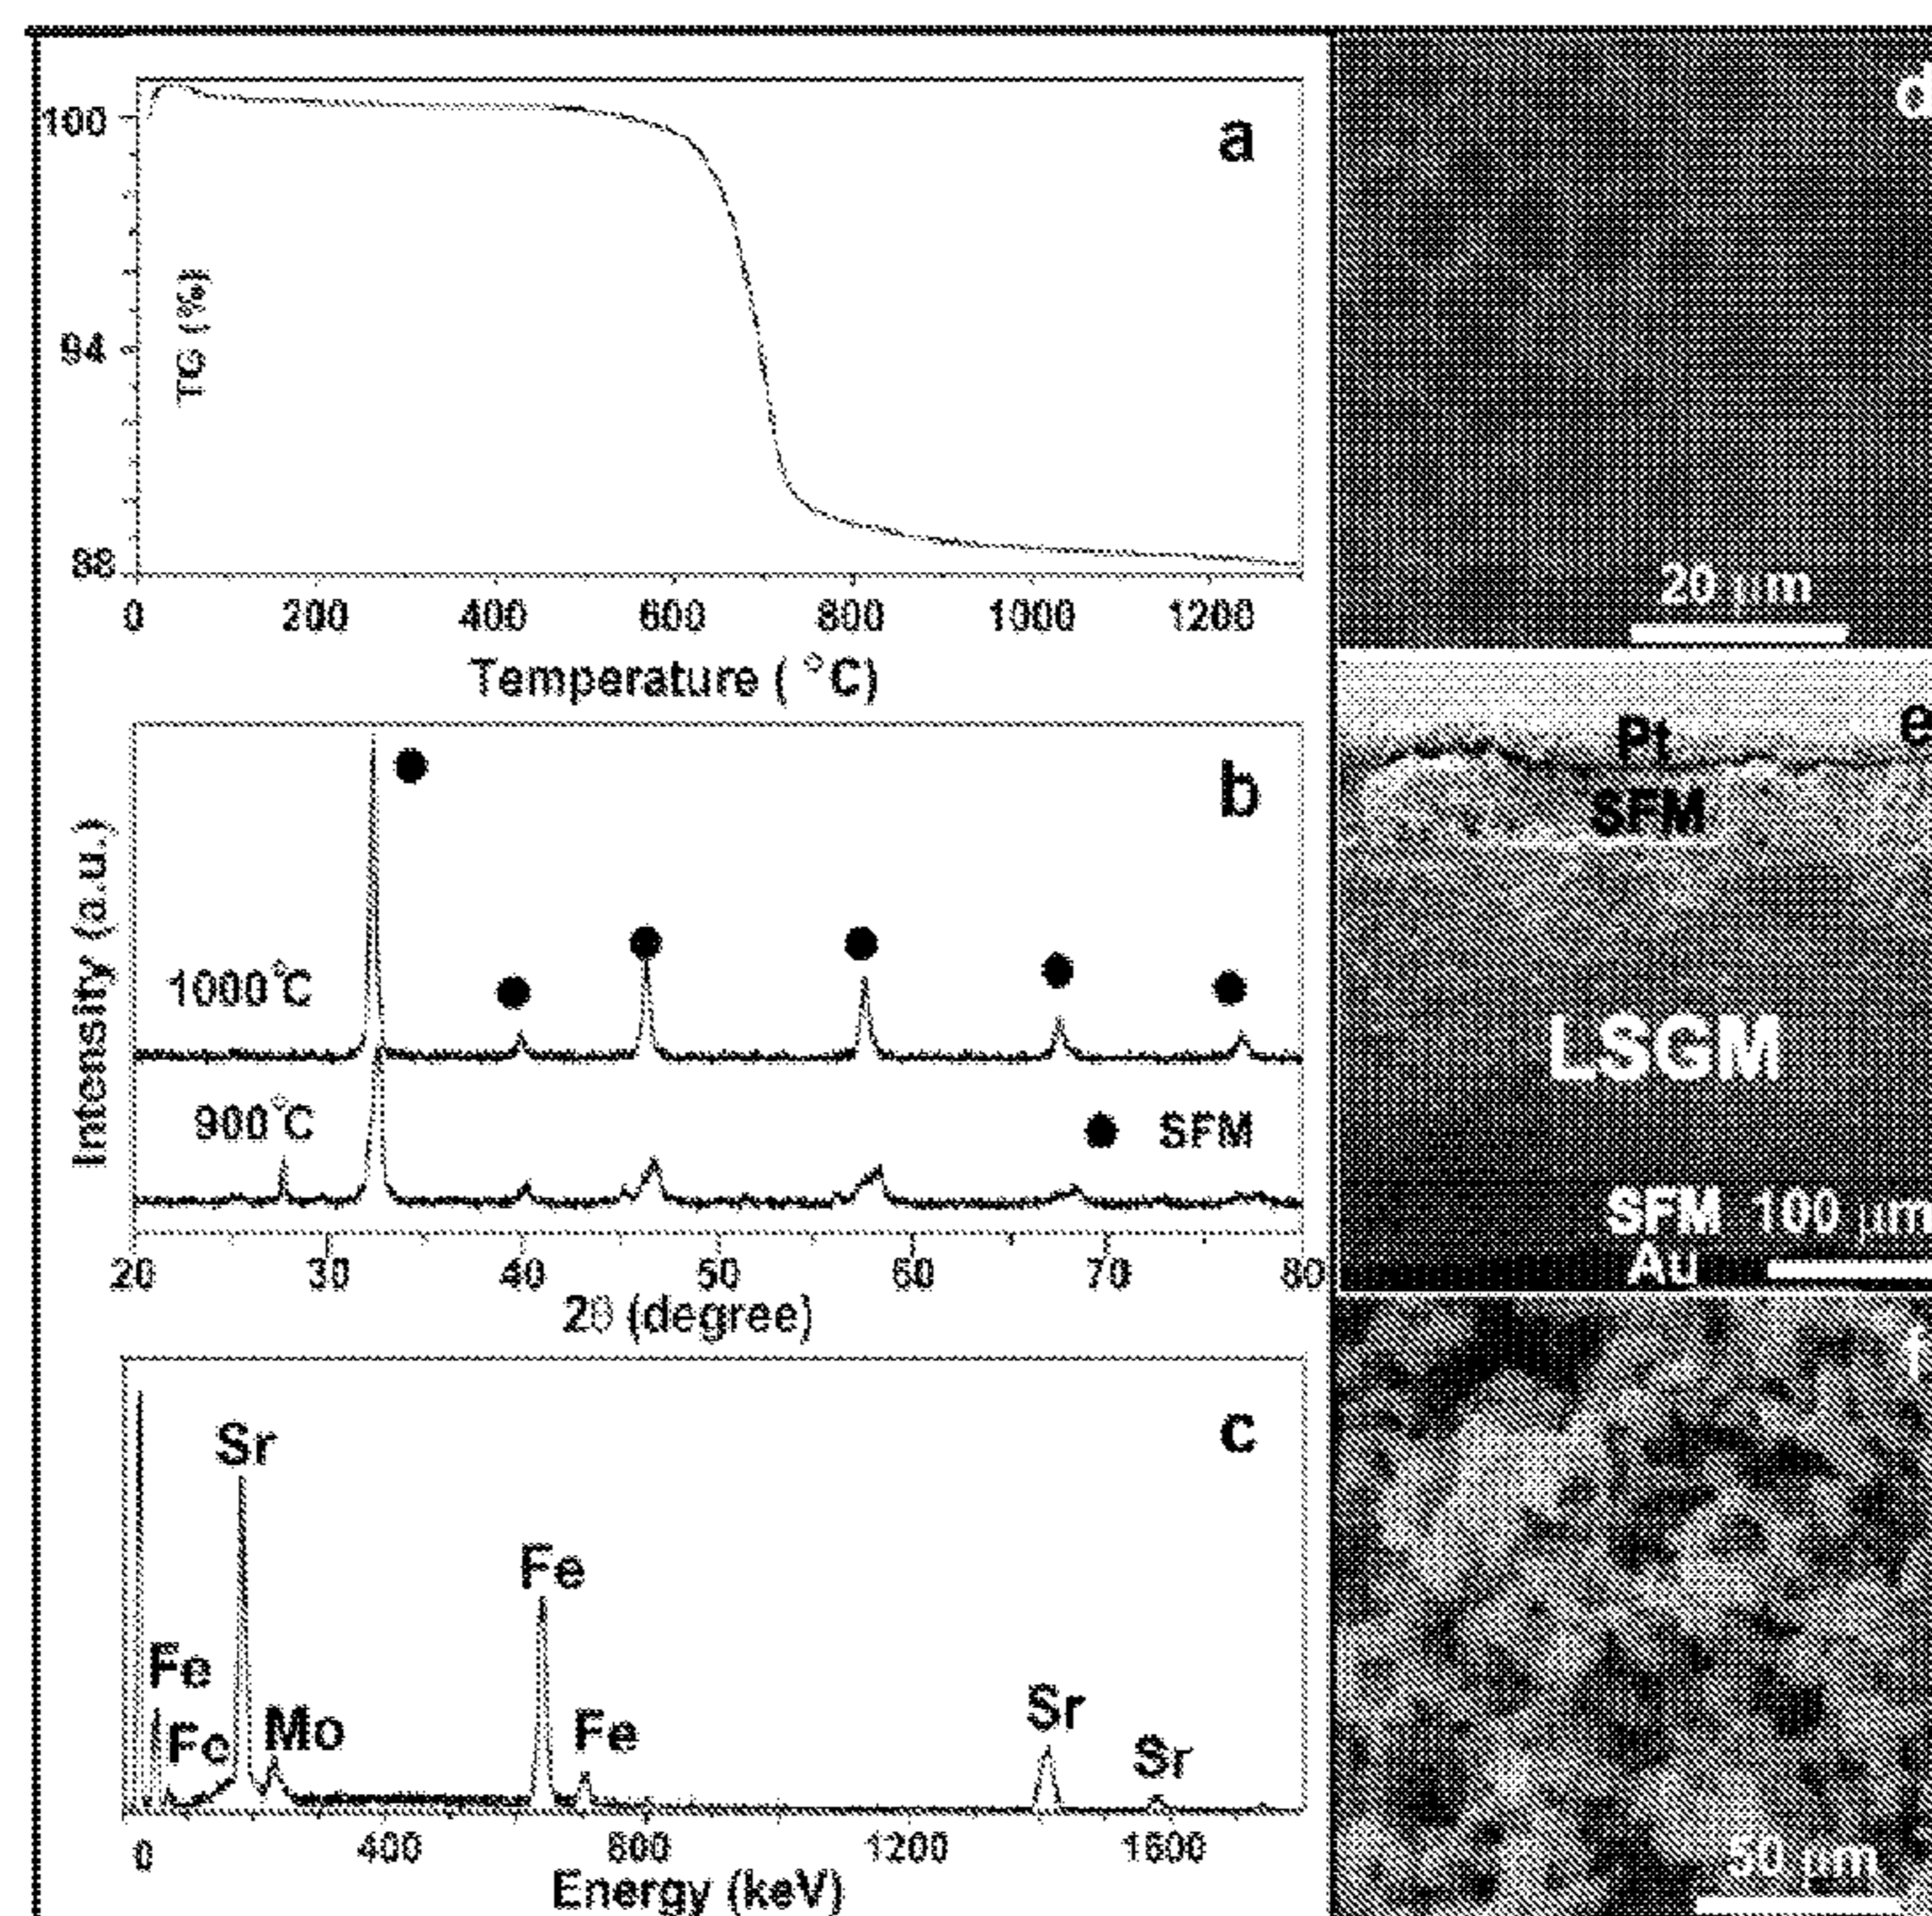 a
100
94
88
TG (%)
0 200 400 600 800 1000 1200
Temperature ( °C)
b
Intensity (a.u.)
1000°C
900°C
SFM
20 30 40 50 60 70 80
2θ (degree)
c
Sr
Fe
Fe
Fe
Mo
Fe
Sr
Sr
0 400 800 1200 1600
Energy (keV)
d
20 μm
e
Pt
SFM
LSGM
SFM 100 μm
Au
f
50 μm